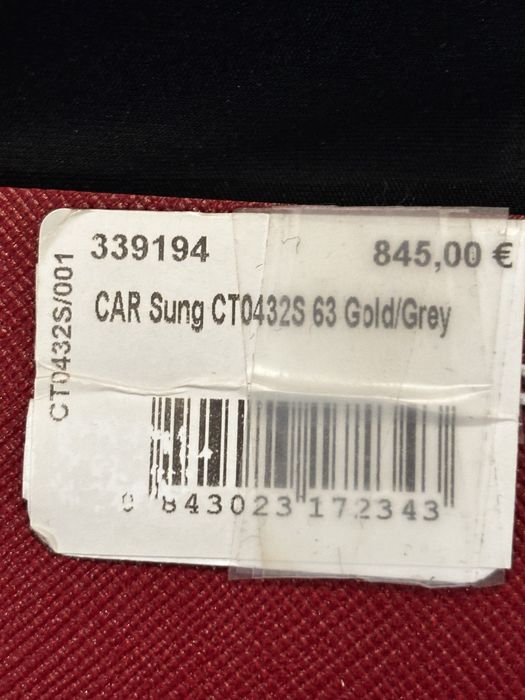 339194 845,00 €
CAR Sung CT0432S 63 Gold/Grey
CT0432S/001
843023 172343